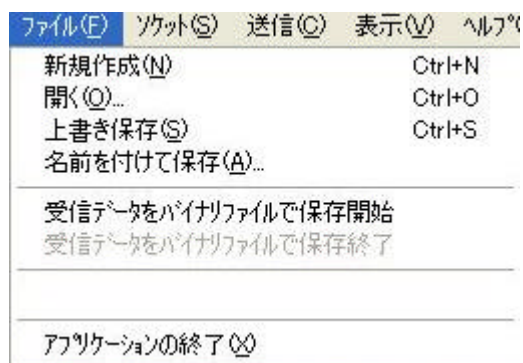 ﾌｧｲﾙ(F) ｿｹｯﾄ(S) 送信(C) 表示(V) ﾍﾙﾌﾟ
新規作成(N) Ctrl+N
開く(O)... Ctrl+O
上書き保存(S) Ctrl+S
名前を付けて保存(A)...
受信ﾃﾞｰﾀをﾊﾞｲﾅﾘﾌｧｲﾙで保存開始
受信ﾃﾞｰﾀをﾊﾞｲﾅﾘﾌｧｲﾙで保存終了
ｱﾌﾟﾘｹｰｼｮﾝの終了(X)